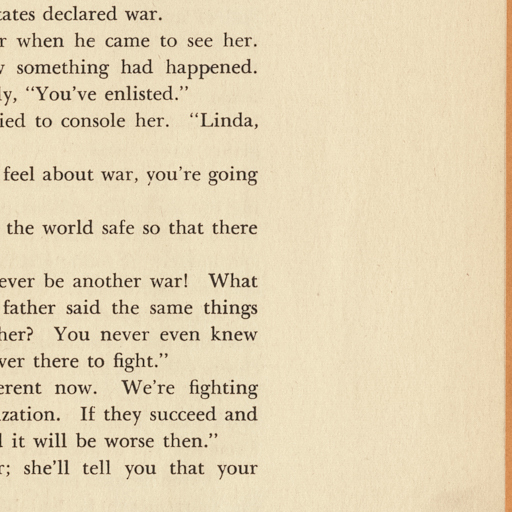 tates declared war.
r when he came to see her.
something had happened.
ly, “You’ve enlisted.”
ied to console her. “Linda,
feel about war, you’re going
the world safe so that there
ever be another war! What
father said the same things
her? You never even knew
ver there to fight.”
erent now. We’re fighting
zation. If they succeed and
it will be worse then.”
r; she’ll tell you that your